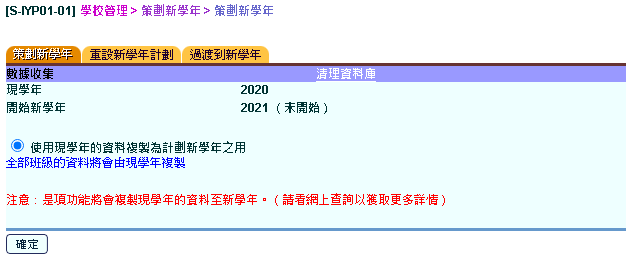 [S-IYP01-01] 學校管理 > 策劃新學年 > 策劃新學年
策劃新學年 重設新學年計劃 過渡到新學年
數據收集 清理資料庫
現學年 2020
開始新學年 2021 （未開始）
使用現學年的資料複製為計劃新學年之用
全部班級的資料將會由現學年複製
注意：是項功能將會複製現學年的資料至新學年。（請看網上查詢以獲取更多詳情）
確定